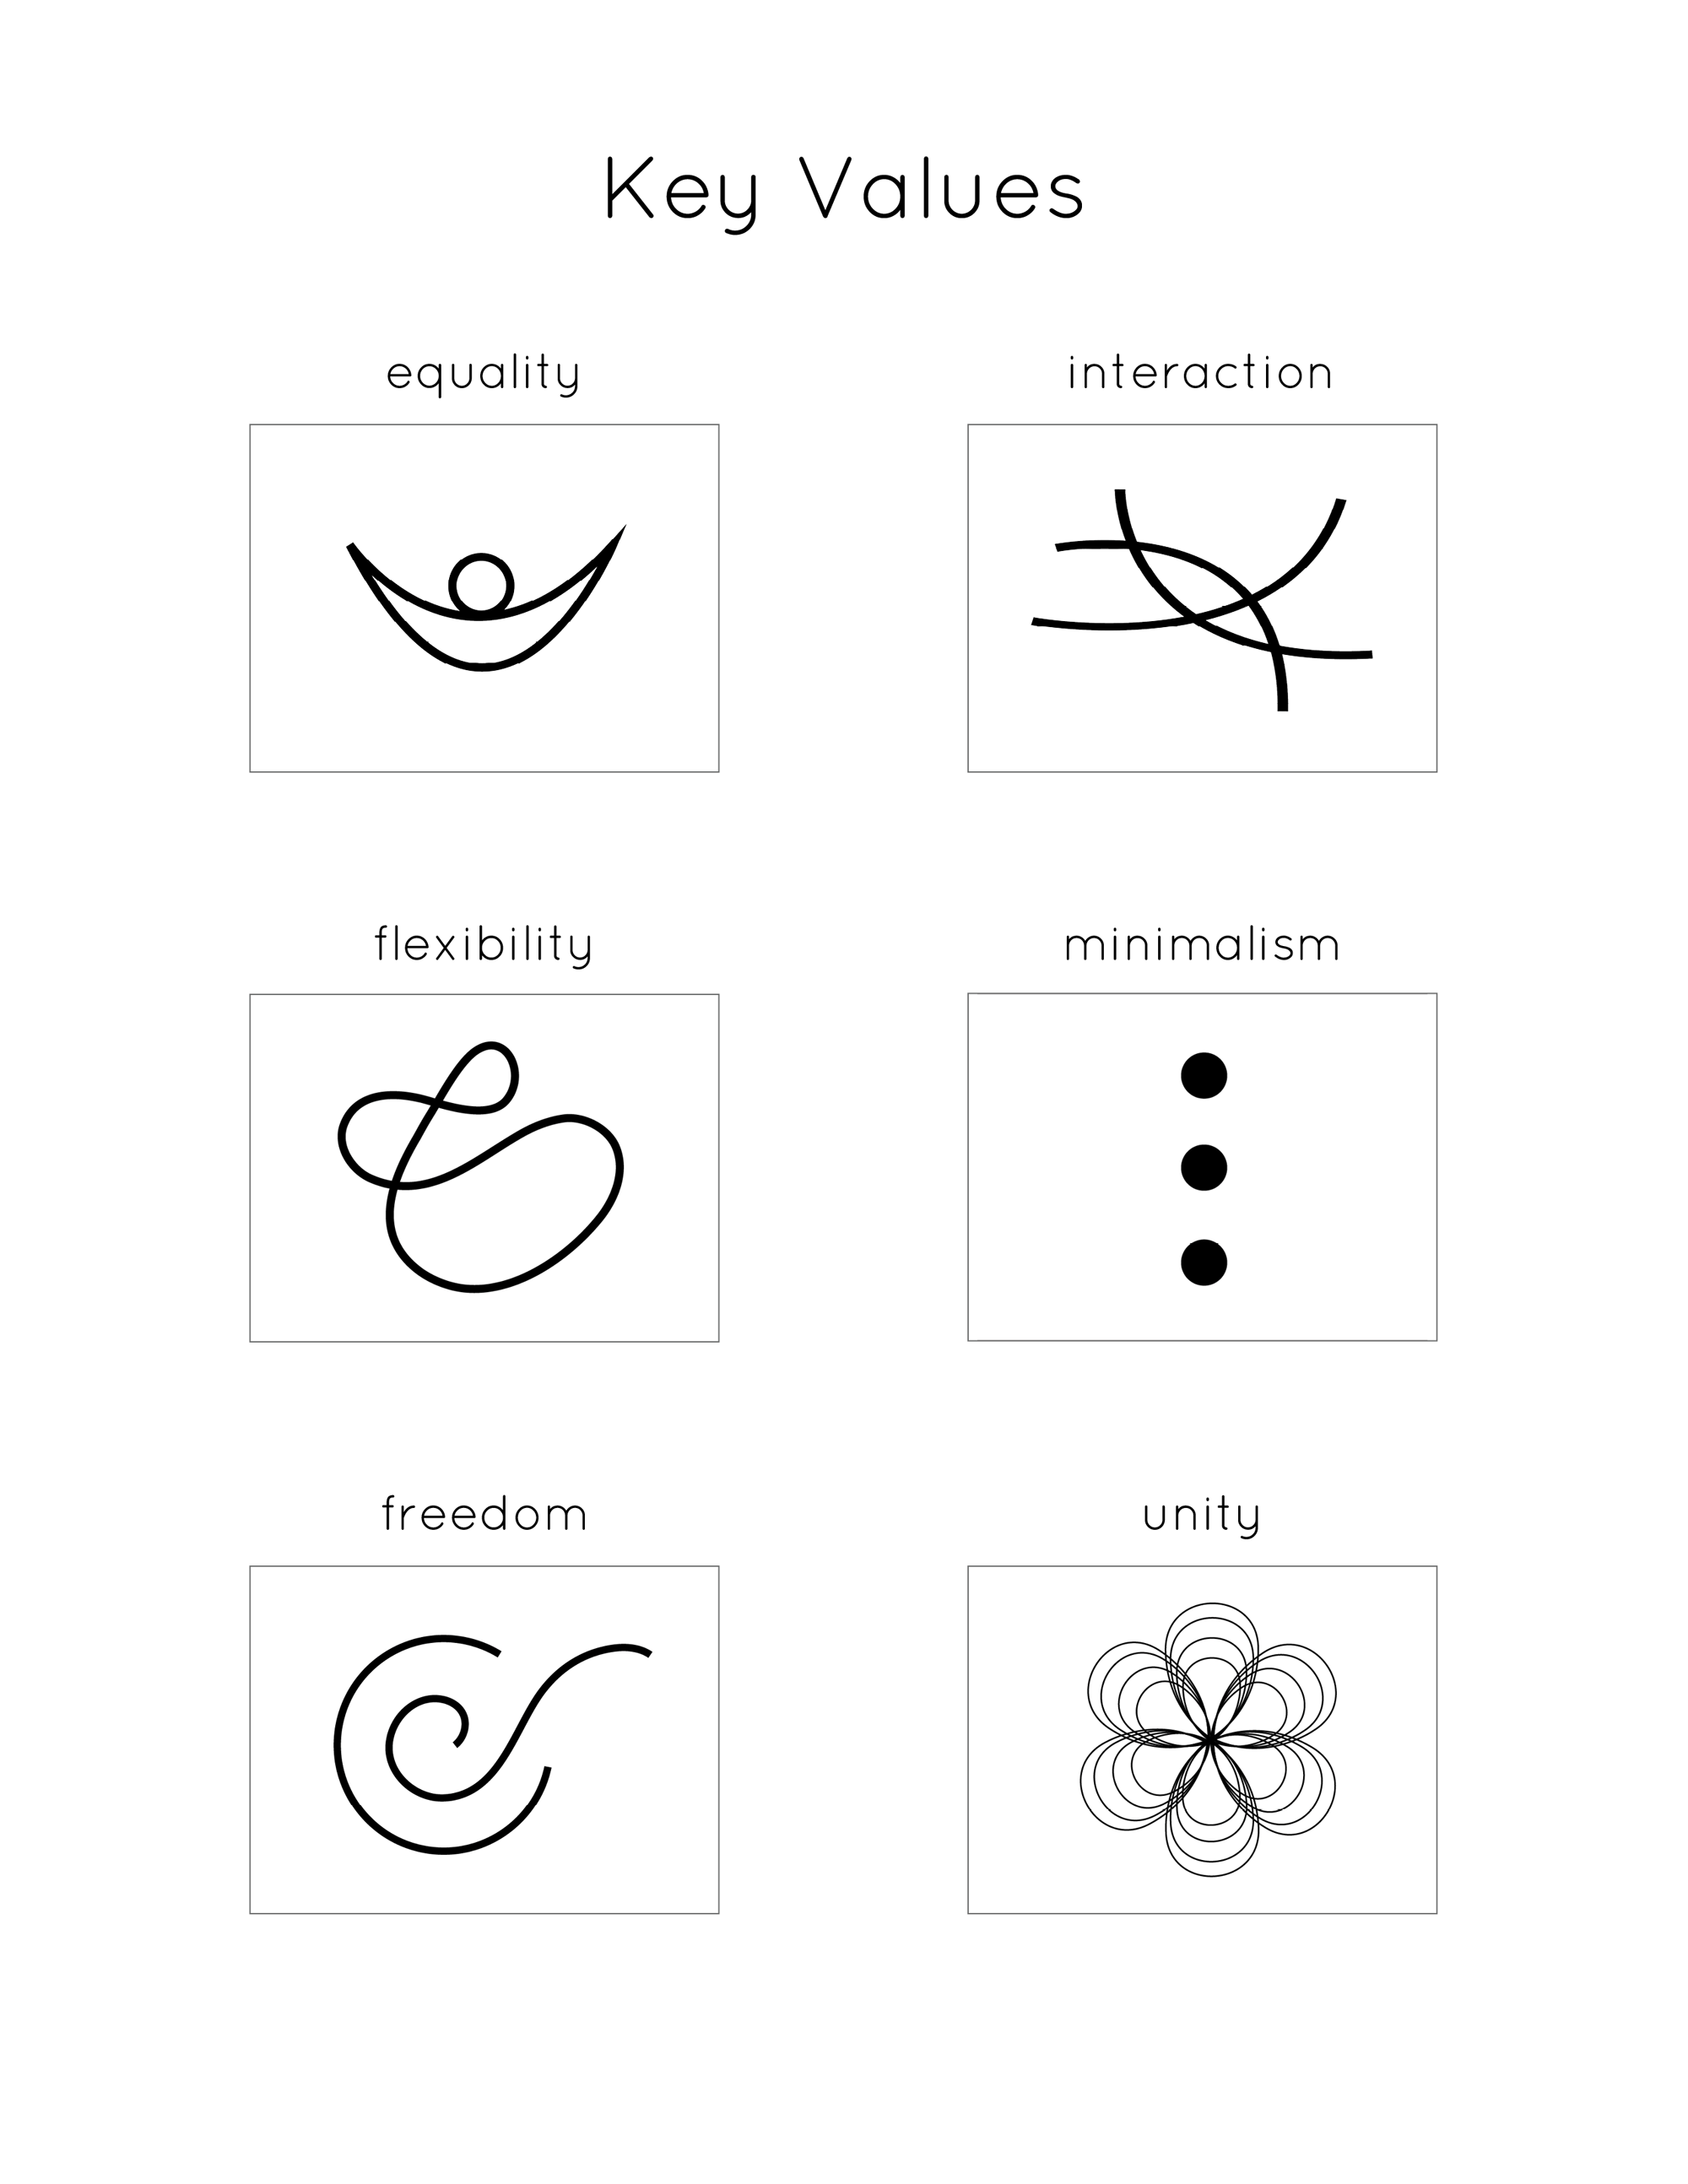 Key Values
equality
interaction
flexibility
minimalism
freedom
unity